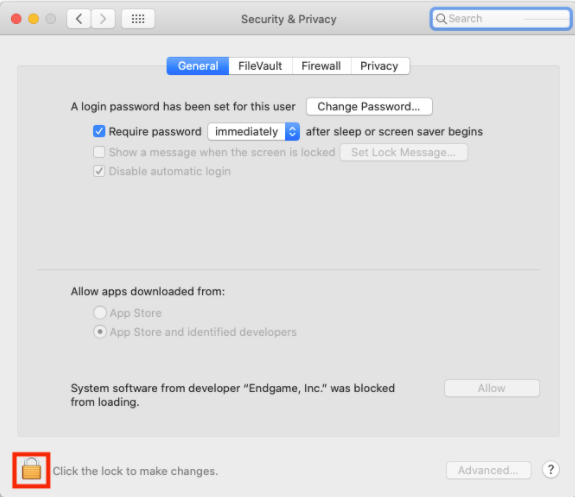 Security & Privacy
Search
General FileVault Firewall Privacy
A login password has been set for this user Change Password...
Require password immediately after sleep or screen saver begins
Show a message when the screen is locked Set Lock Message...
Disable automatic login
Allow apps downloaded from:
App Store
App Store and identified developers
System software from developer “Endgame, Inc.” was blocked Allow
from loading.
Click the lock to make changes. Advanced... ?